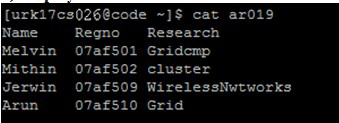 [urk17cs026@code ~]$ cat ar019
Name Regno Research
Melvin 07af501 Gridcmp
Mithin 07af502 cluster
Jerwin 07af509 WirelessNwtworks
Arun 07af510 Grid